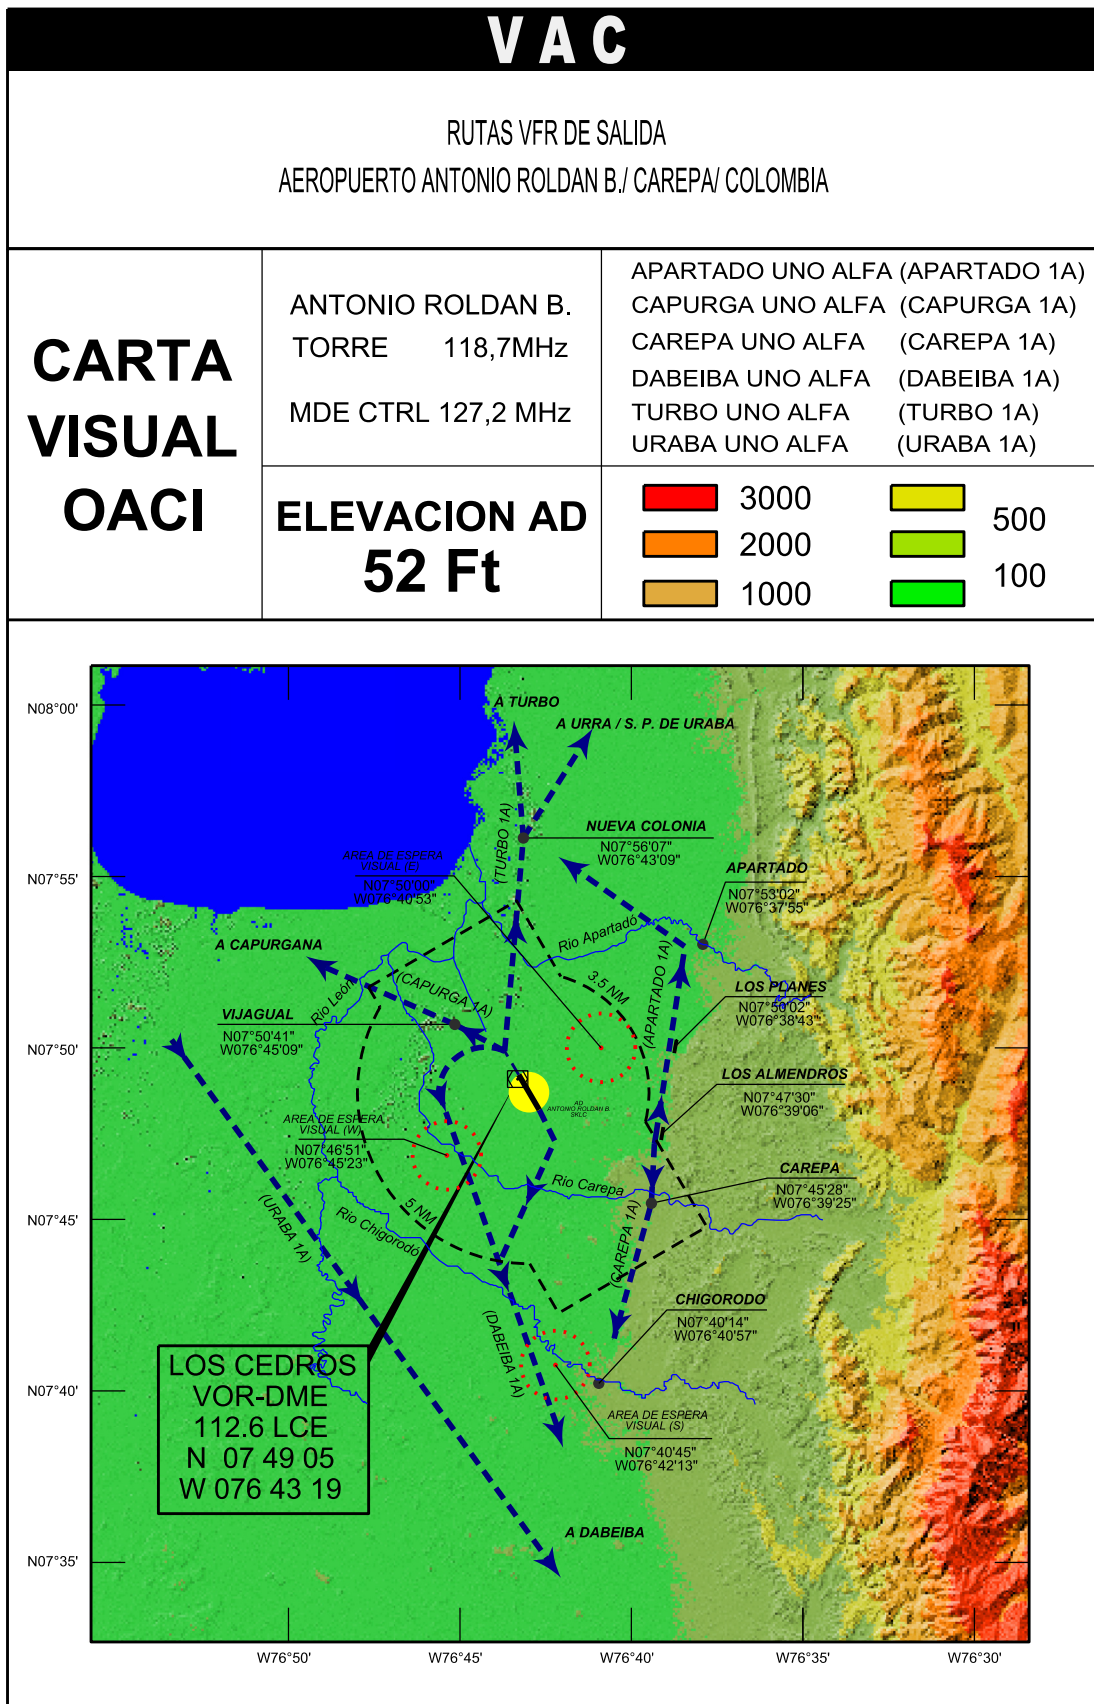 VAC
RUTAS VFR DE SALIDA
AEROPUERTO ANTONIO ROLDAN B./ CAREPA/ COLOMBIA
CARTA
VISUAL
OACI
ANTONIO ROLDAN B.
TORRE 118,7MHz
MDE CTRL 127,2 MHz
ELEVACION AD
52 Ft
APARTADO UNO ALFA (APARTADO 1A)
CAPURGA UNO ALFA (CAPURGA 1A)
CAREPA UNO ALFA (CAREPA 1A)
DABEIBA UNO ALFA (DABEIBA 1A)
TURBO UNO ALFA (TURBO 1A)
URABA UNO ALFA (URABA 1A)
3000
2000
1000
500
100
N08°00'
N07°55'
N07°50'
N07°45'
N07°40'
N07°35'
A TURBO
A URRA / S. P. DE URABA
(TURBO 1A)
NUEVA COLONIA
N07°56'07"
W076°43'09"
AREA DE ESPERA
VISUAL (E)
N07°50'00"
W076°40'53"
APARTADO
N07°53'02"
W076°37'55"
Rio Apartadó
A CAPURGANA
(CAPURGA 1A)
Rio León
3.5 NM
(APARTADO 1A)
LOS PLANES
N07°50'02"
W076°38'43"
VIJAGUAL
N07°50'41"
W076°45'09"
LOS ALMENDROS
N07°47'30"
W076°39'06"
AD
ANTONIO ROLDAN B.
SKLC
AREA DE ESPERA
VISUAL (W)
N07°46'51"
W076°45'23"
CAREPA
N07°45'28"
W076°39'25"
Rio Carepa
5 NM
Rio Chigorodó
(URABA 1A)
(CAREPA 1A)
CHIGORODO
N07°40'14"
W076°40'57"
(DABEIBA 1A)
LOS CEDROS
VOR-DME
112.6 LCE
N 07 49 05
W 076 43 19
AREA DE ESPERA
VISUAL (S)
N07°40'45"
W076°42'13"
A DABEIBA
W76°50'
W76°45'
W76°40'
W76°35'
W76°30'